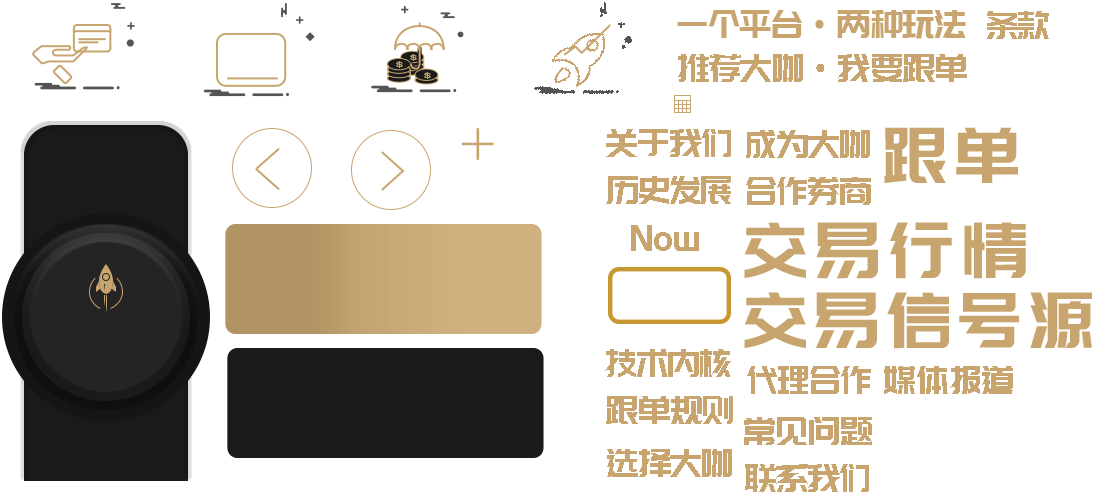 一个平台·两种玩法 条款
推荐大咖·我要跟单
关于我们 成为大咖 跟单
历史发展 合作券商
Now 交易行情
交易信号源
技术内核 代理合作 媒体报道
跟单规则 常见问题
选择大咖 联系我们